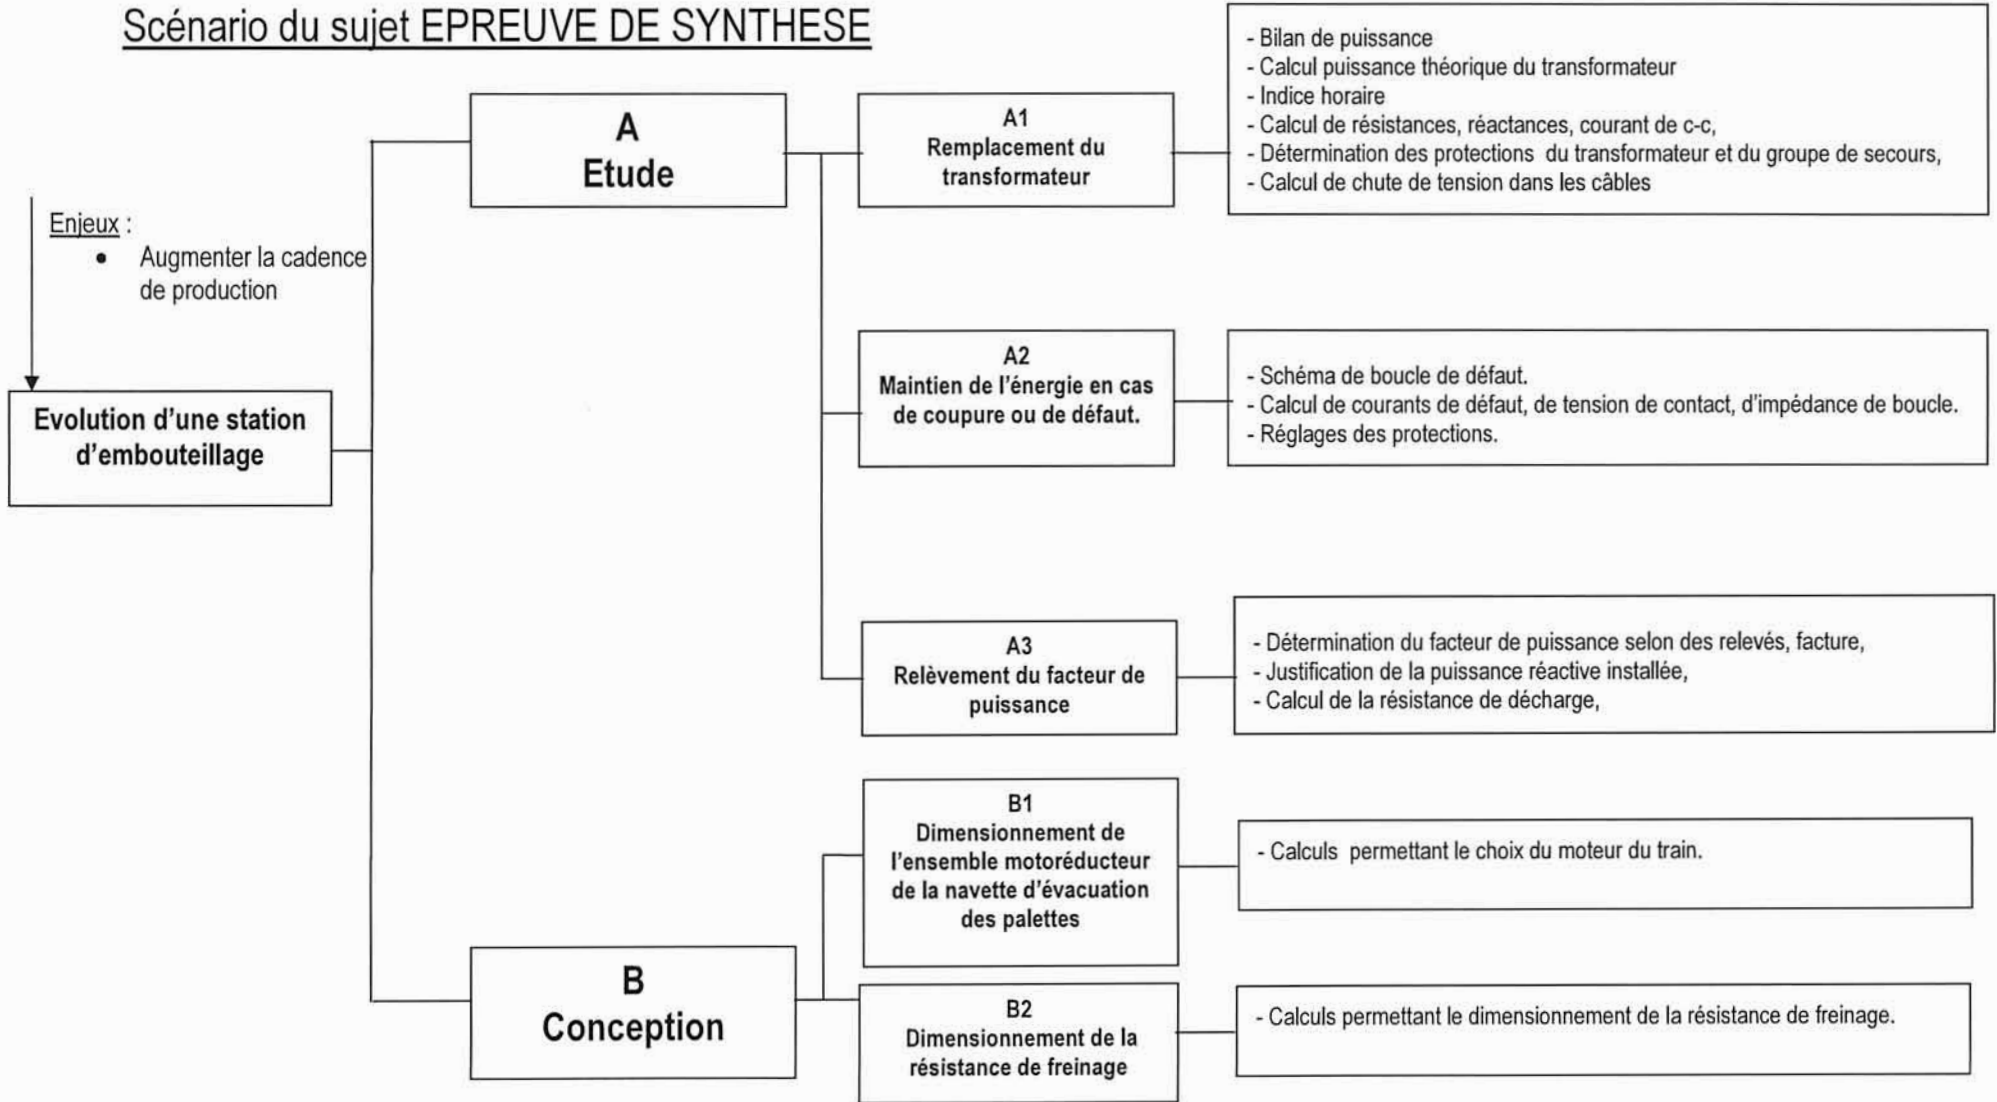 Scénario du sujet EPREUVE DE SYNTHESE
Enjeux :
• Augmenter la cadence
de production
Evolution d'une station
d'embouteillage
A
Etude
A1
Remplacement du
transformateur
- Bilan de puissance
- Calcul puissance théorique du transformateur
- Indice horaire
- Calcul de résistances, réactances, courant de c-c,
- Détermination des protections du transformateur et du groupe de secours,
- Calcul de chute de tension dans les câbles
A2
Maintien de l'énergie en cas
de coupure ou de défaut.
- Schéma de boucle de défaut.
- Calcul de courants de défaut, de tension de contact, d'impédance de boucle.
- Réglages des protections.
A3
Relèvement du facteur de
puissance
- Détermination du facteur de puissance selon des relevés, facture,
- Justification de la puissance réactive installée,
- Calcul de la résistance de décharge,
B
Conception
B1
Dimensionnement de
l'ensemble motoréducteur
de la navette d'évacuation
des palettes
- Calculs permettant le choix du moteur du train.
B2
Dimensionnement de la
résistance de freinage
- Calculs permettant le dimensionnement de la résistance de freinage.